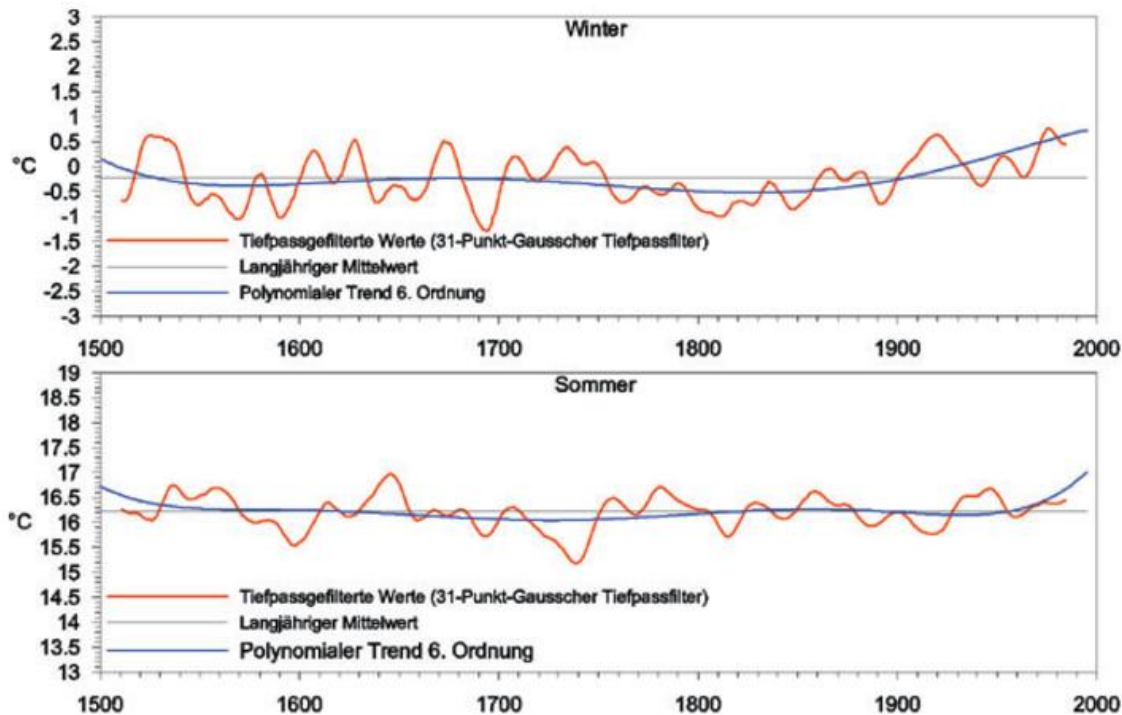 Winter
3
2.5
2
1.5
1
0.5
0
-0.5
-1
-1.5
-2
-2.5
-3
°C
Tiefpassgefilterte Werte (31-Punkt-Gausscher Tiefpassfilter)
Langjähriger Mittelwert
Polynomialer Trend 6. Ordnung
1500 1600 1700 1800 1900 2000
Sommer
19
18.5
18
17.5
17
16.5
16
15.5
15
14.5
14
13.5
13
°C
Tiefpassgefilterte Werte (31-Punkt-Gausscher Tiefpassfilter)
Langjähriger Mittelwert
Polynomialer Trend 6. Ordnung
1500 1600 1700 1800 1900 2000